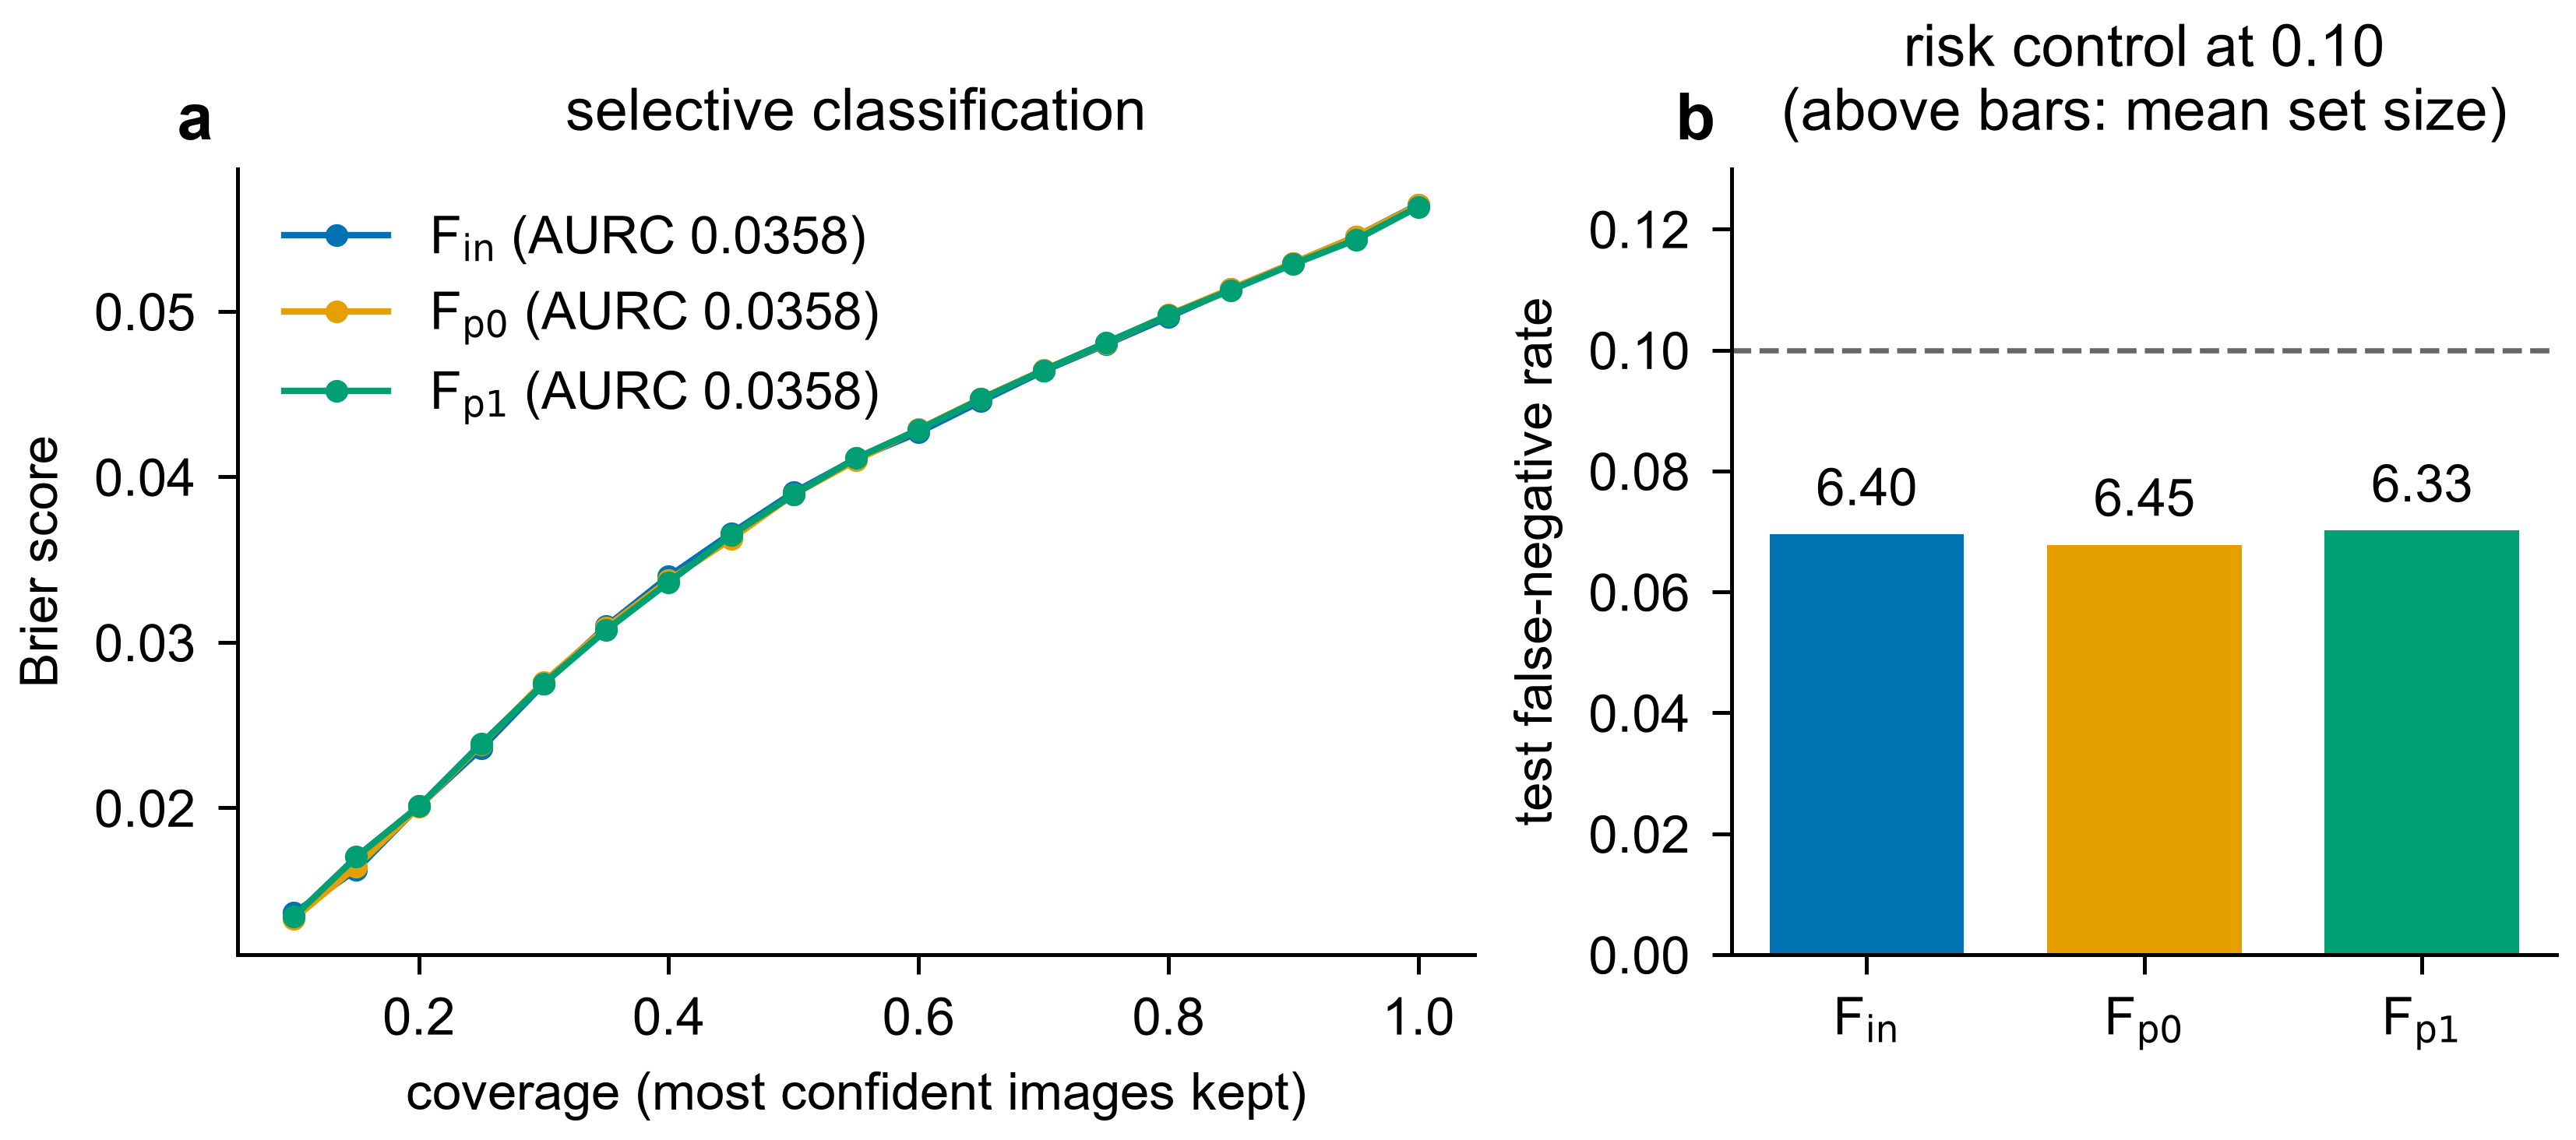 a
selective classification
F_in (AURC 0.0358)
F_p0 (AURC 0.0358)
F_p1 (AURC 0.0358)
Brier score
0.05
0.04
0.03
0.02
0.2 0.4 0.6 0.8 1.0
coverage (most confident images kept)
b
risk control at 0.10
(above bars: mean set size)
test false-negative rate
0.12
0.10
0.08
0.06
0.04
0.02
0.00
6.40 6.45 6.33
F_in F_p0 F_p1